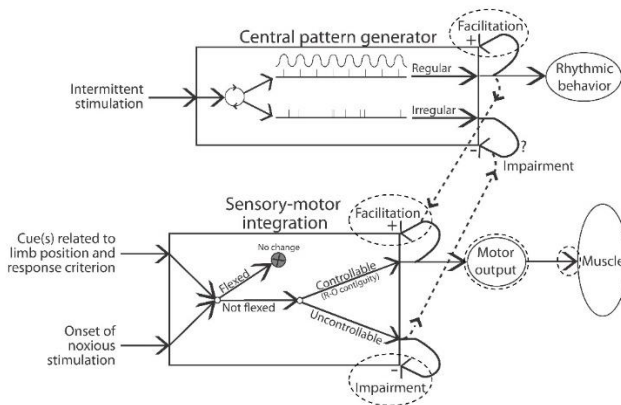 Facilitation
Central pattern generator
+
Regular
Intermittent
stimulation
Rhythmic
behavior
Irregular
?
-
Impairment
Sensory-motor
integration
Facilitation
+
Cue(s) related to
limb position and
response criterion
No change
Flexed
Controllable
(R-O contiguity)
Motor
output
Muscle
Not flexed
Uncontrollable
Onset of
noxious
stimulation
-
Impairment